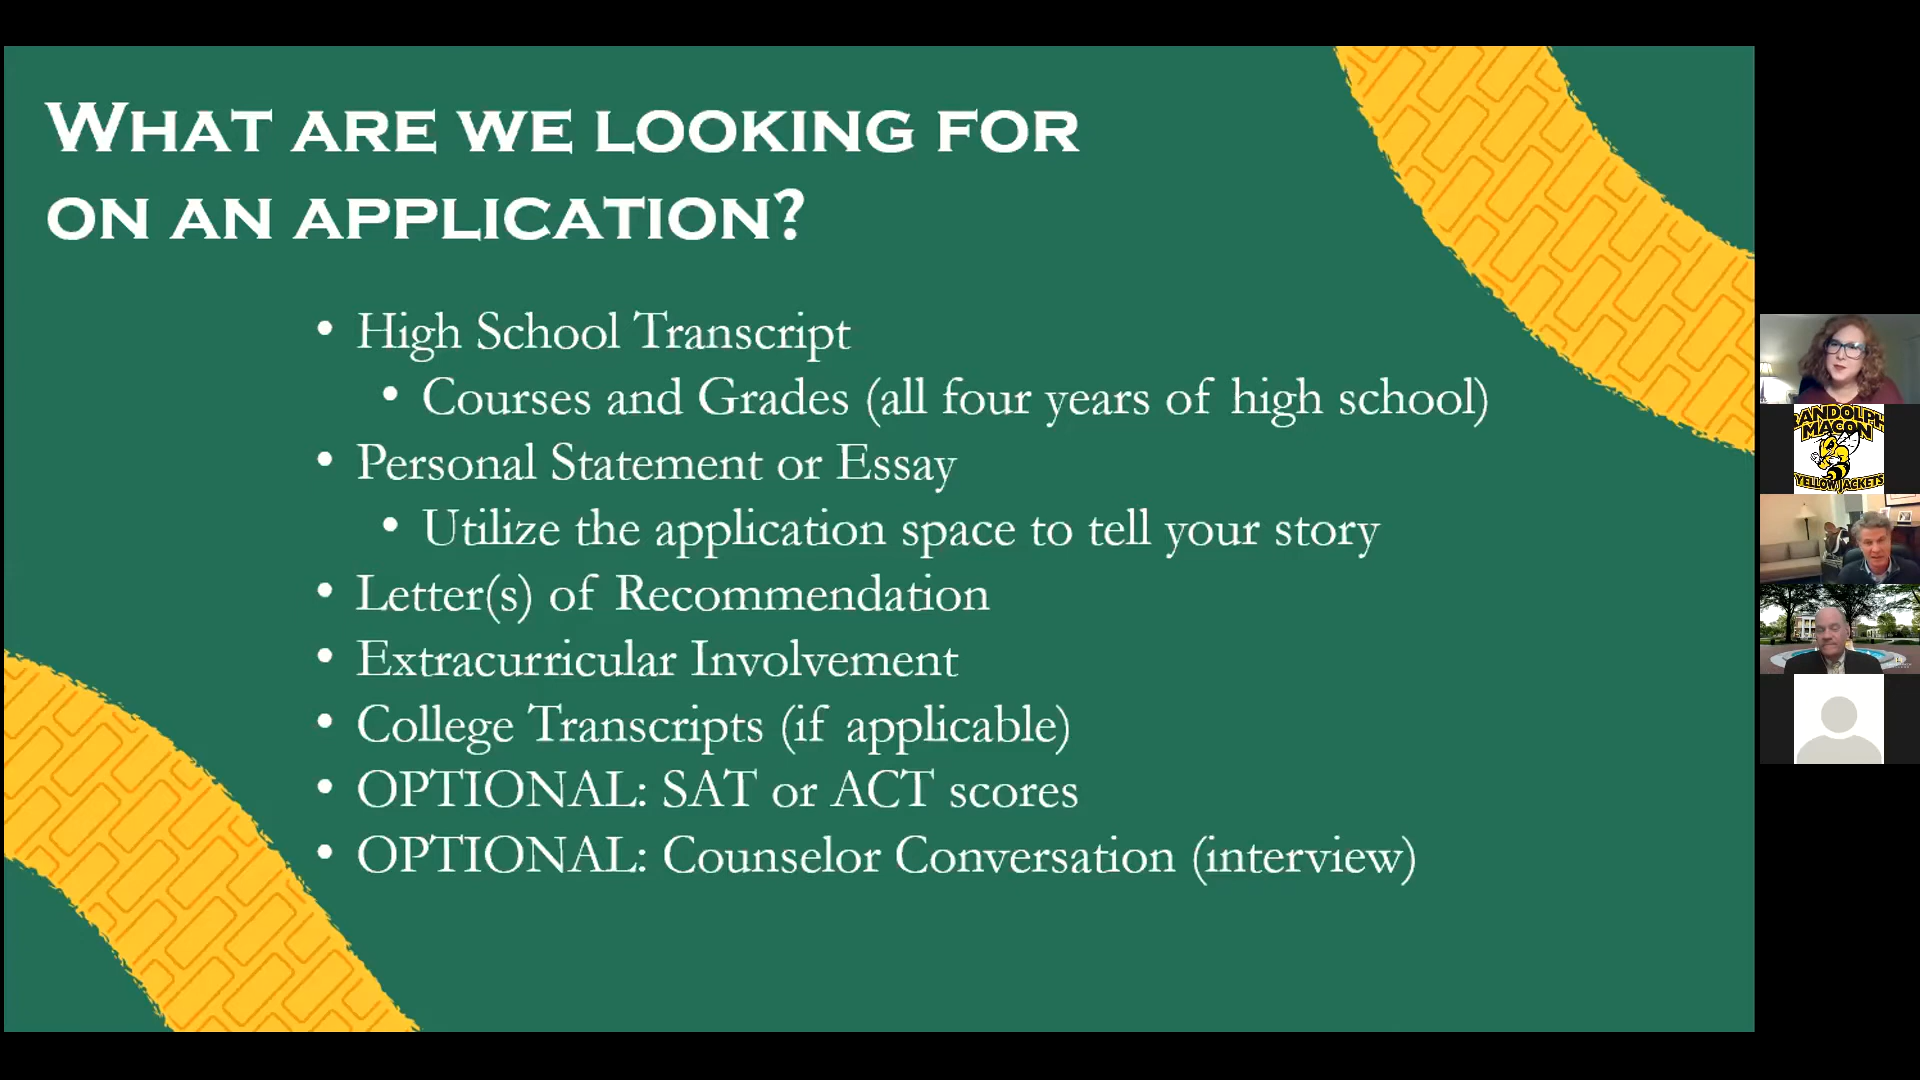 WHAT ARE WE LOOKING FOR
ON AN APPLICATION?
• High School Transcript
• Courses and Grades (all four years of high school)
• Personal Statement or Essay
• Utilize the application space to tell your story
• Letter(s) of Recommendation
• Extracurricular Involvement
• College Transcripts (if applicable)
• OPTIONAL: SAT or ACT scores
• OPTIONAL: Counselor Conversation (interview)
RANDOLPH
MACON
YELLOW JACKETS